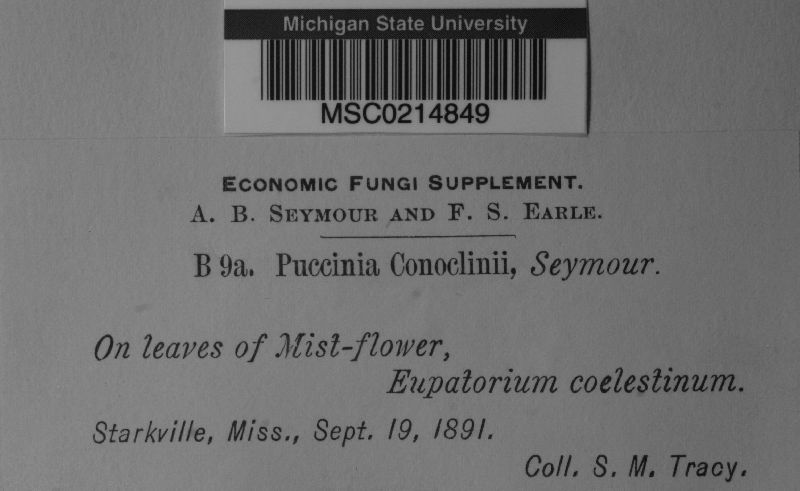 Michigan State University
MSC0214849
ECONOMIC FUNGI SUPPLEMENT.
A. B. SEYMOUR AND F. S. EARLE.
B 9a. Puccinia Conoclinii, Seymour.
On leaves of Mist-flower,
Eupatorium coelestinum.
Starkville, Miss., Sept. 19, 1891.
Coll. S. M. Tracy.